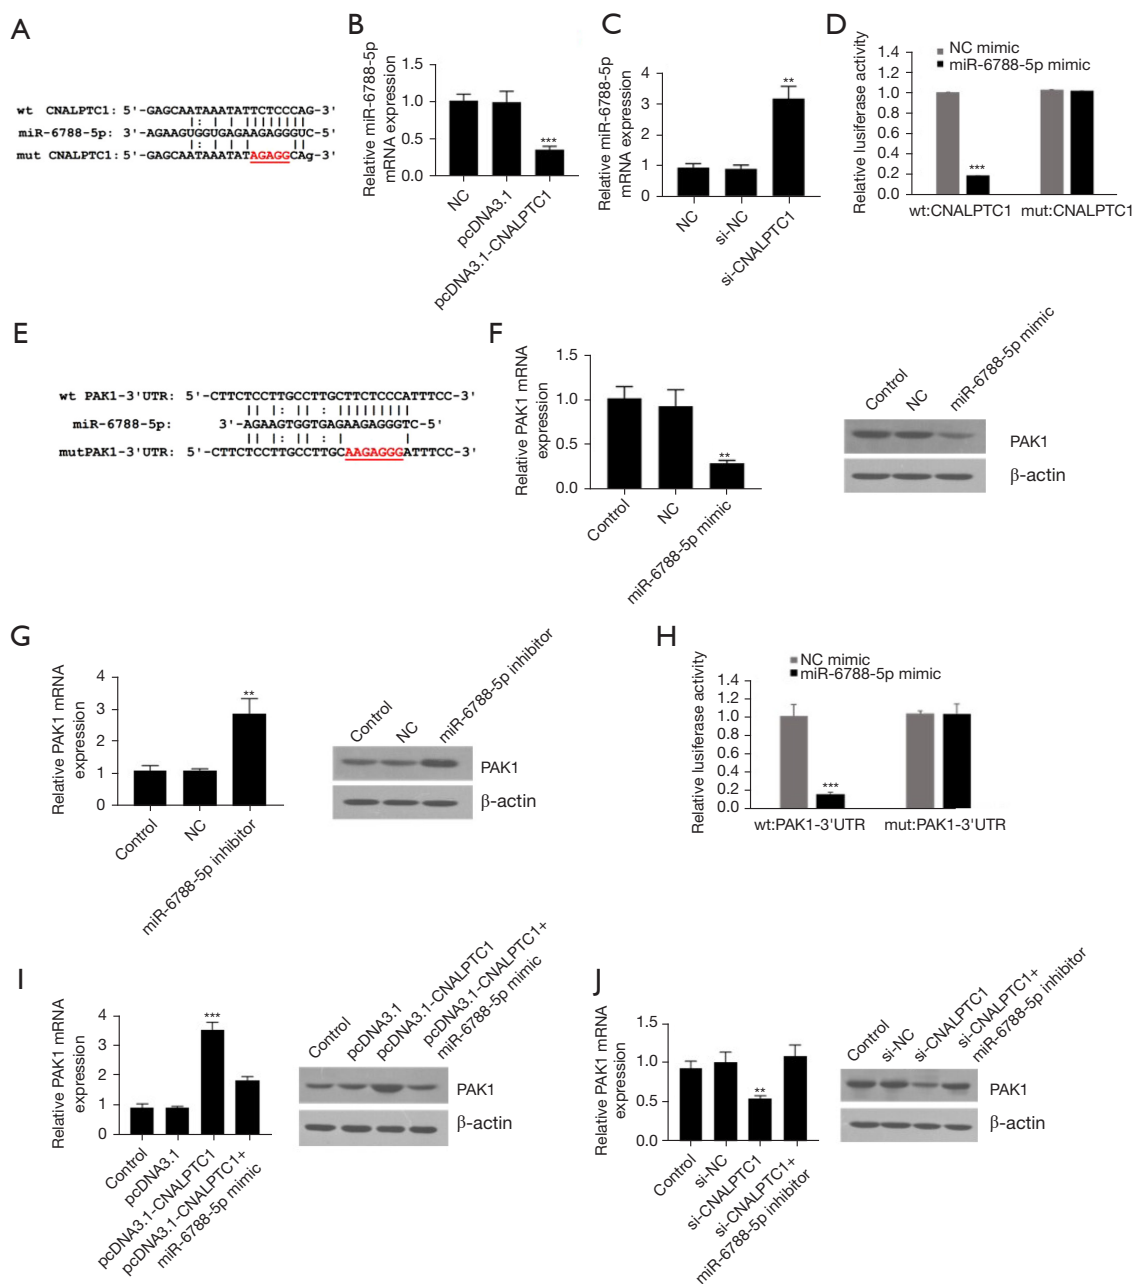 A
wt CNALPTC1: 5'-GAGCAATAAATATTCTCCCAG-3'
miR-6788-5p: 3'-AGAAGUGGUGAGAAGAGGGUC-5'
mut CNALPTC1: 5'-GAGCAATAAATATAGAGGCAg-3'
B
Relative miR-6788-5p
mRNA expression
1.5
1.0
0.5
0.0
***
NC
pcDNA3.1
pcDNA3.1-CNALPTC1
C
Relative miR-6788-5p
mRNA expression
4
3
2
1
0
**
NC
si-NC
si-CNALPTC1
D
NC mimic
miR-6788-5p mimic
Relative luciferase activity
1.4
1.2
1.0
0.8
0.6
0.4
0.2
0.0
***
wt:CNALPTC1
mut:CNALPTC1
E
wt PAK1-3'UTR: 5'-CTTCTCCTTGCCTTGCTTCTCCCATTTCC-3'
miR-6788-5p: 3'-AGAAGTGGTGAGAAGAGGGTC-5'
mutPAK1-3'UTR: 5'-CTTCTCCTTGCCTTGCAAGAGGGATTTCC-3'
F
Relative PAK1 mRNA
expression
1.5
1.0
0.5
0.0
**
Control
NC
miR-6788-5p mimic
Control
NC
miR-6788-5p mimic
PAK1
β-actin
G
Relative PAK1 mRNA
expression
4
3
2
1
0
**
Control
NC
miR-6788-5p inhibitor
Control
NC
miR-6788-5p inhibitor
PAK1
β-actin
H
NC mimic
miR-6788-5p mimic
Relative luciferase activity
1.4
1.2
1.0
0.8
0.6
0.4
0.2
0.0
***
wt:PAK1-3'UTR
mut:PAK1-3'UTR
I
Relative PAK1 mRNA
expression
4
3
2
1
0
***
Control
pcDNA3.1
pcDNA3.1-CNALPTC1
pcDNA3.1-CNALPTC1+
miR-6788-5p mimic
Control
pcDNA3.1
pcDNA3.1-CNALPTC1
pcDNA3.1-CNALPTC1+
miR-6788-5p mimic
PAK1
β-actin
J
Relative PAK1 mRNA
expression
1.5
1.0
0.5
0.0
**
Control
si-NC
si-CNALPTC1
si-CNALPTC1+
miR-6788-5p inhibitor
Control
si-NC
si-CNALPTC1
si-CNALPTC1+
miR-6788-5p inhibitor
PAK1
β-actin